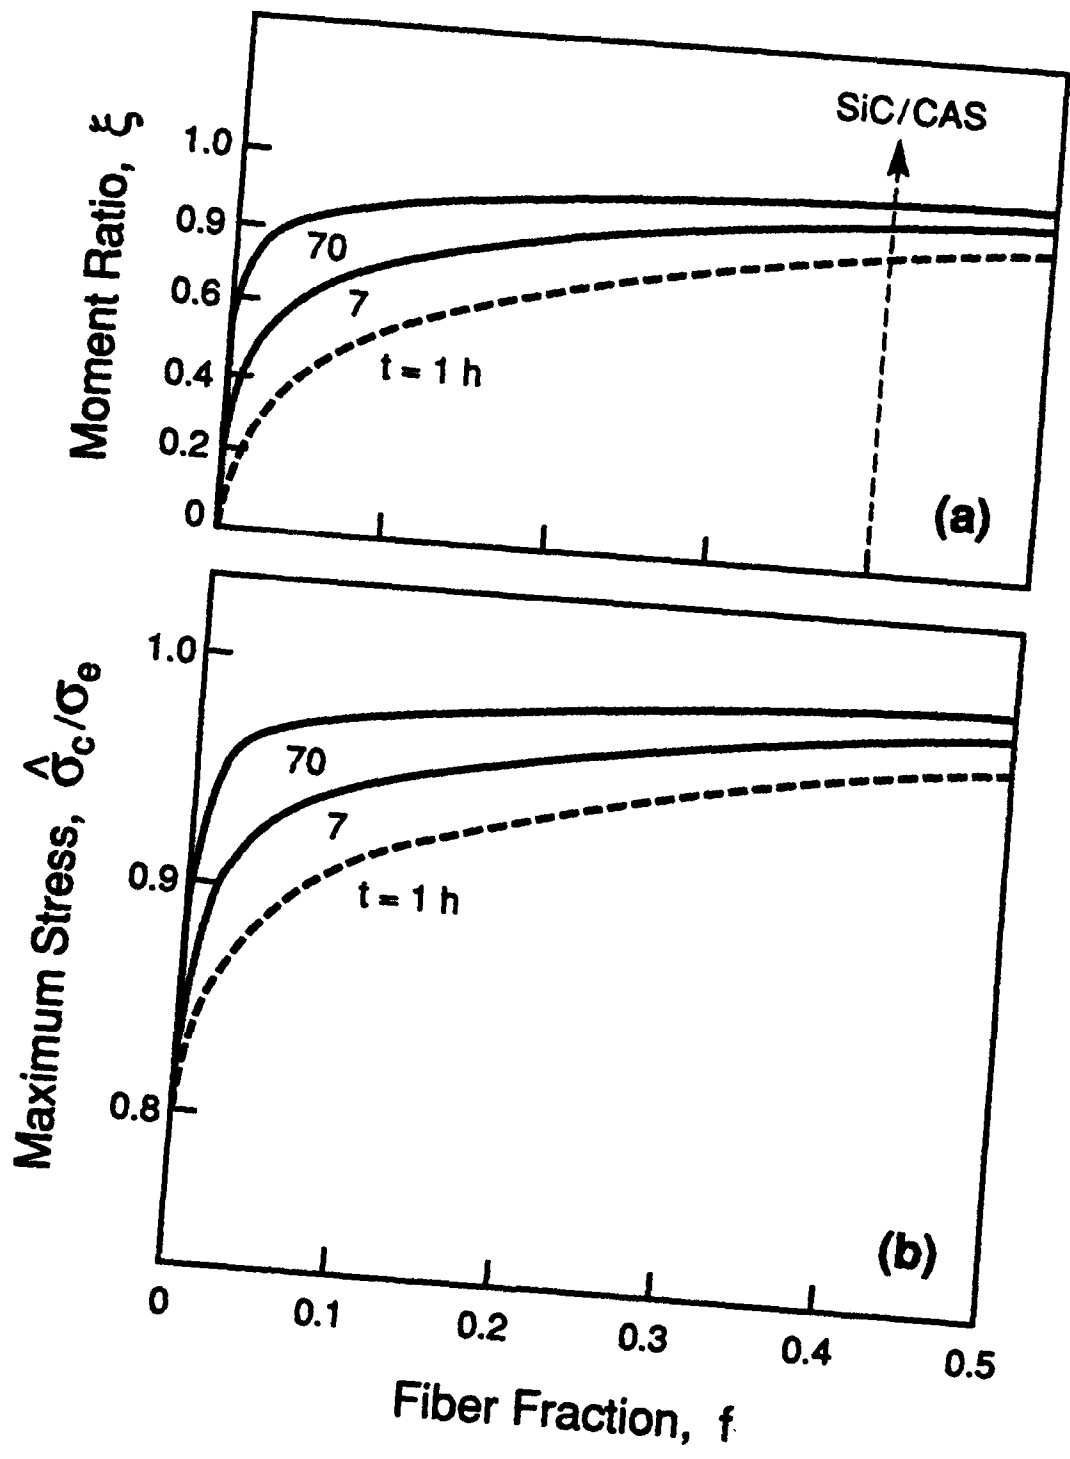 SiC/CAS
Moment Ratio, ξ
1.0
0.9
0.6
0.4
0.2
0
70
7
t = 1 h
(a)
Maximum Stress, σ̂c/σe
1.0
0.9
0.8
70
7
t = 1 h
(b)
0 0.1 0.2 0.3 0.4 0.5
Fiber Fraction, f